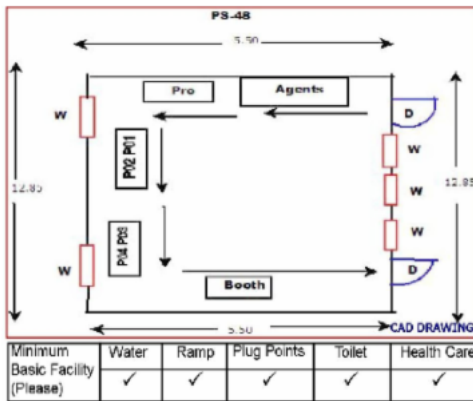 PS-48
5.50
Pro
Agents
W
D
P02 P01
W
12.85
12.85
W
P04 P03
W
W
Booth
D
5.50
CAD DRAWING
Minimum Basic Facility (Please)
Water
Ramp
Plug Points
Toilet
Health Care
✓ ✓ ✓ ✓ ✓